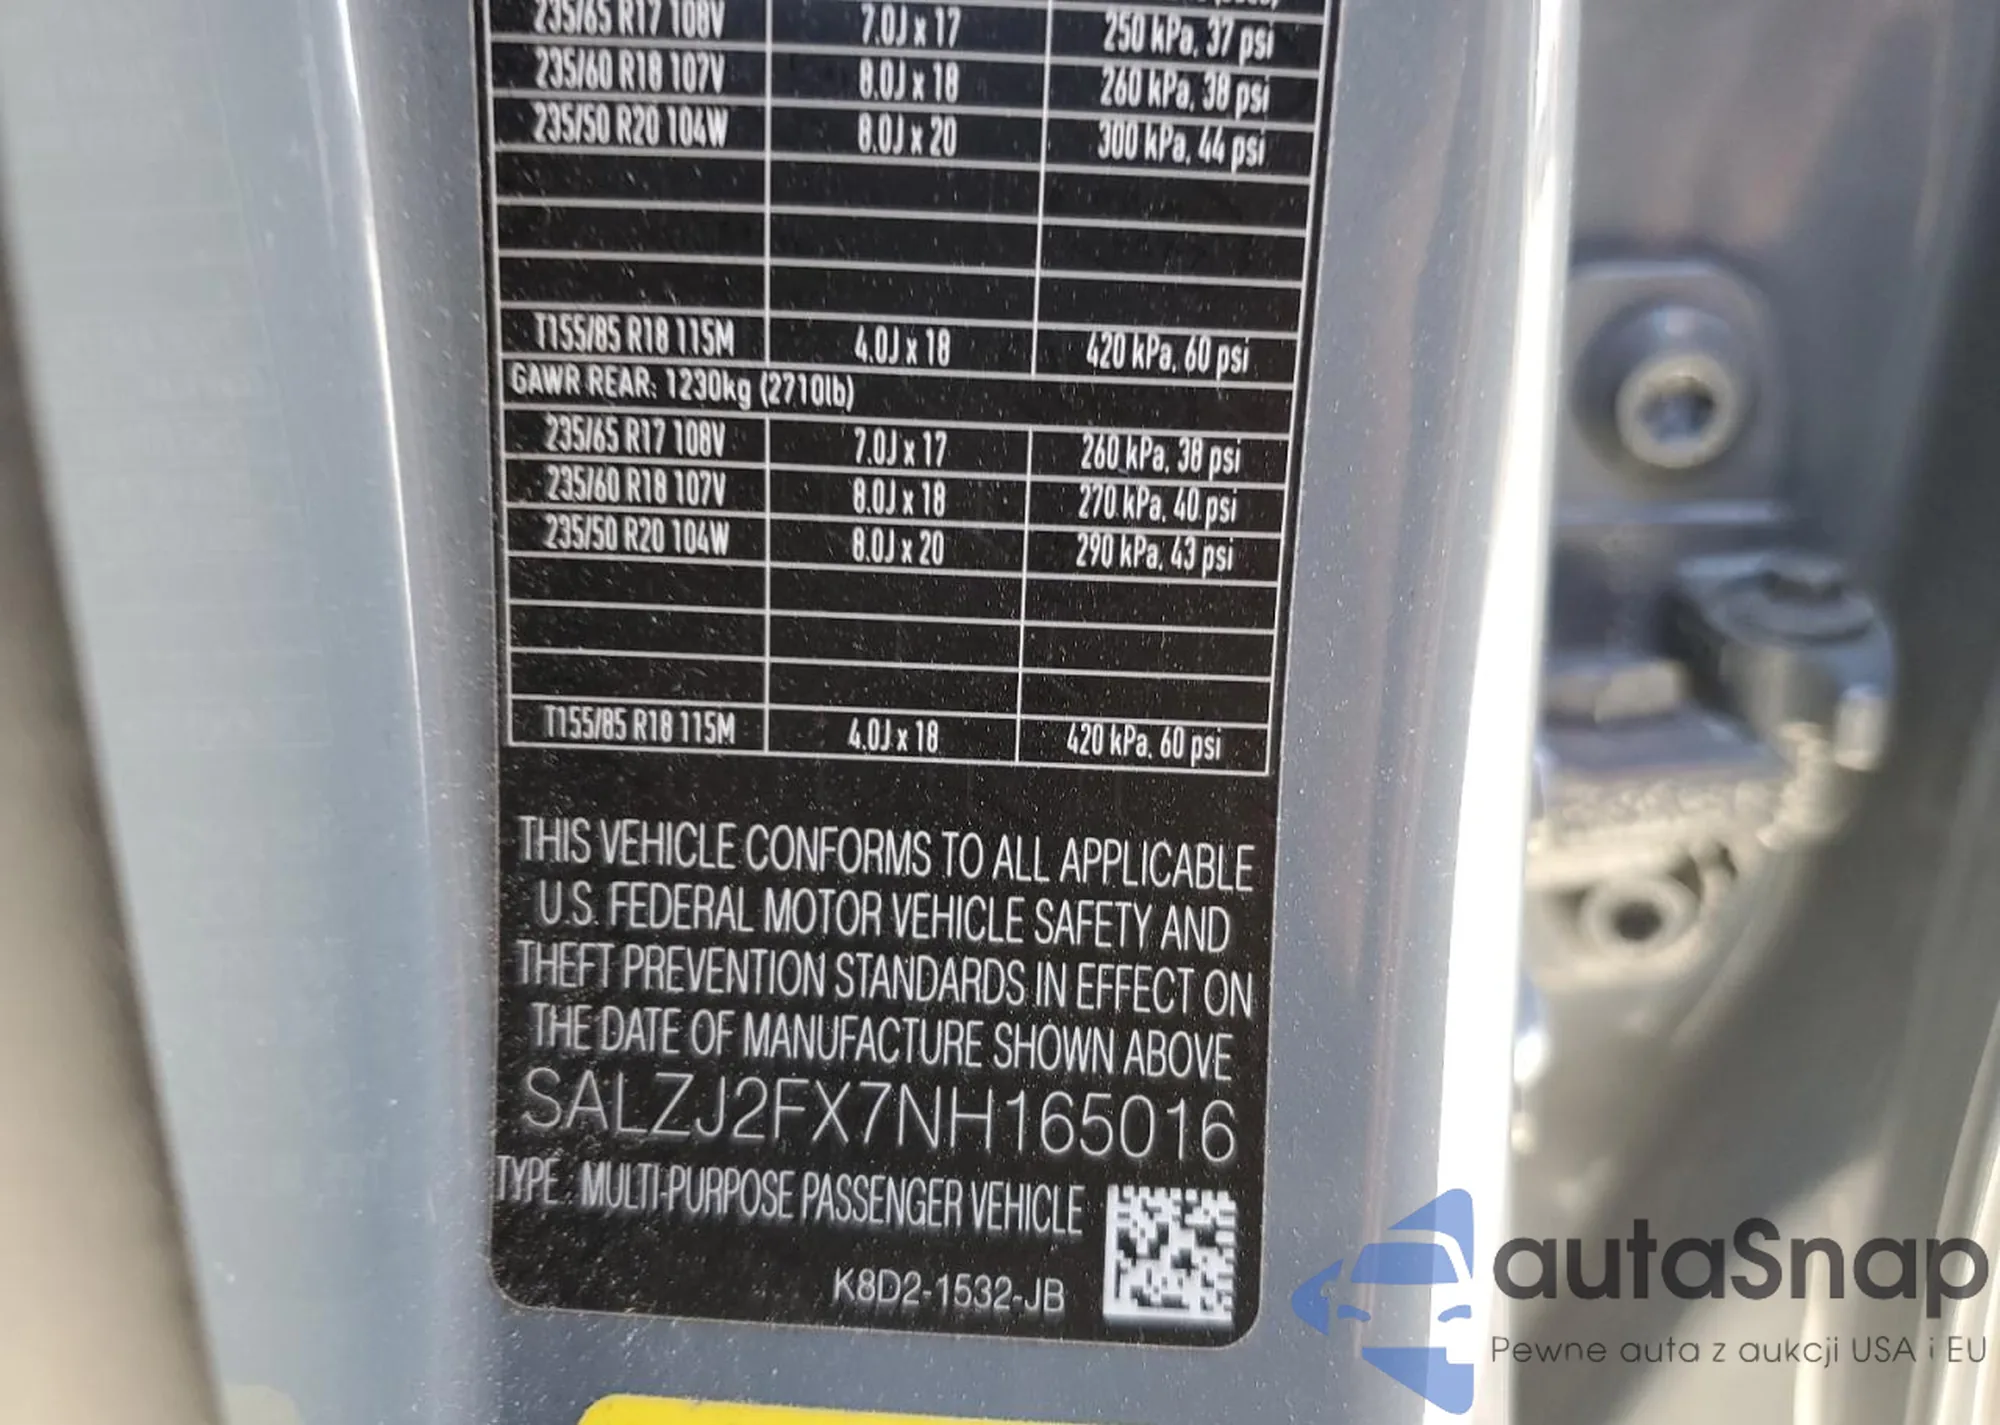 235/65 R17 108V 7.0J x 17 250 kPa, 37 psi
235/60 R18 107V 8.0J x 18 260 kPa, 38 psi
235/50 R20 104W 8.0J x 20 300 kPa, 44 psi
T155/85 R18 115M 4.0J x 18 420 kPa, 60 psi
GAWR REAR: 1230kg (2710lb)
235/65 R17 108V 7.0J x 17 260 kPa, 38 psi
235/60 R18 107V 8.0J x 18 270 kPa, 40 psi
235/50 R20 104W 8.0J x 20 290 kPa, 43 psi
T155/85 R18 115M 4.0J x 18 420 kPa, 60 psi
THIS VEHICLE CONFORMS TO ALL APPLICABLE
U.S. FEDERAL MOTOR VEHICLE SAFETY AND
THEFT PREVENTION STANDARDS IN EFFECT ON
THE DATE OF MANUFACTURE SHOWN ABOVE
SALZJ2FX7NH165016
TYPE: MULTI-PURPOSE PASSENGER VEHICLE
K8D2-1532-JB
autaSnap
Pewne auta z aukcji USA i EU